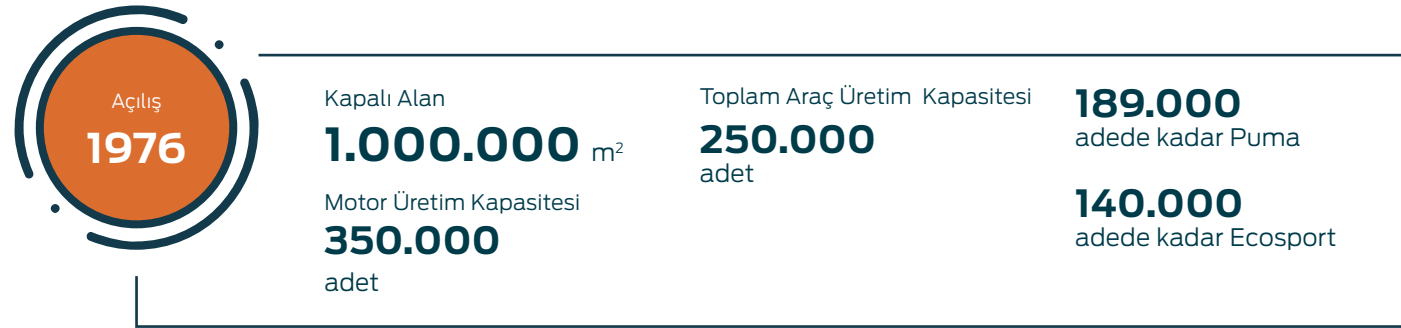 Açılış
1976
Kapalı Alan
1.000.000 m²
Motor Üretim Kapasitesi
350.000
adet
Toplam Araç Üretim Kapasitesi
250.000
adet
189.000
adede kadar Puma
140.000
adede kadar Ecosport